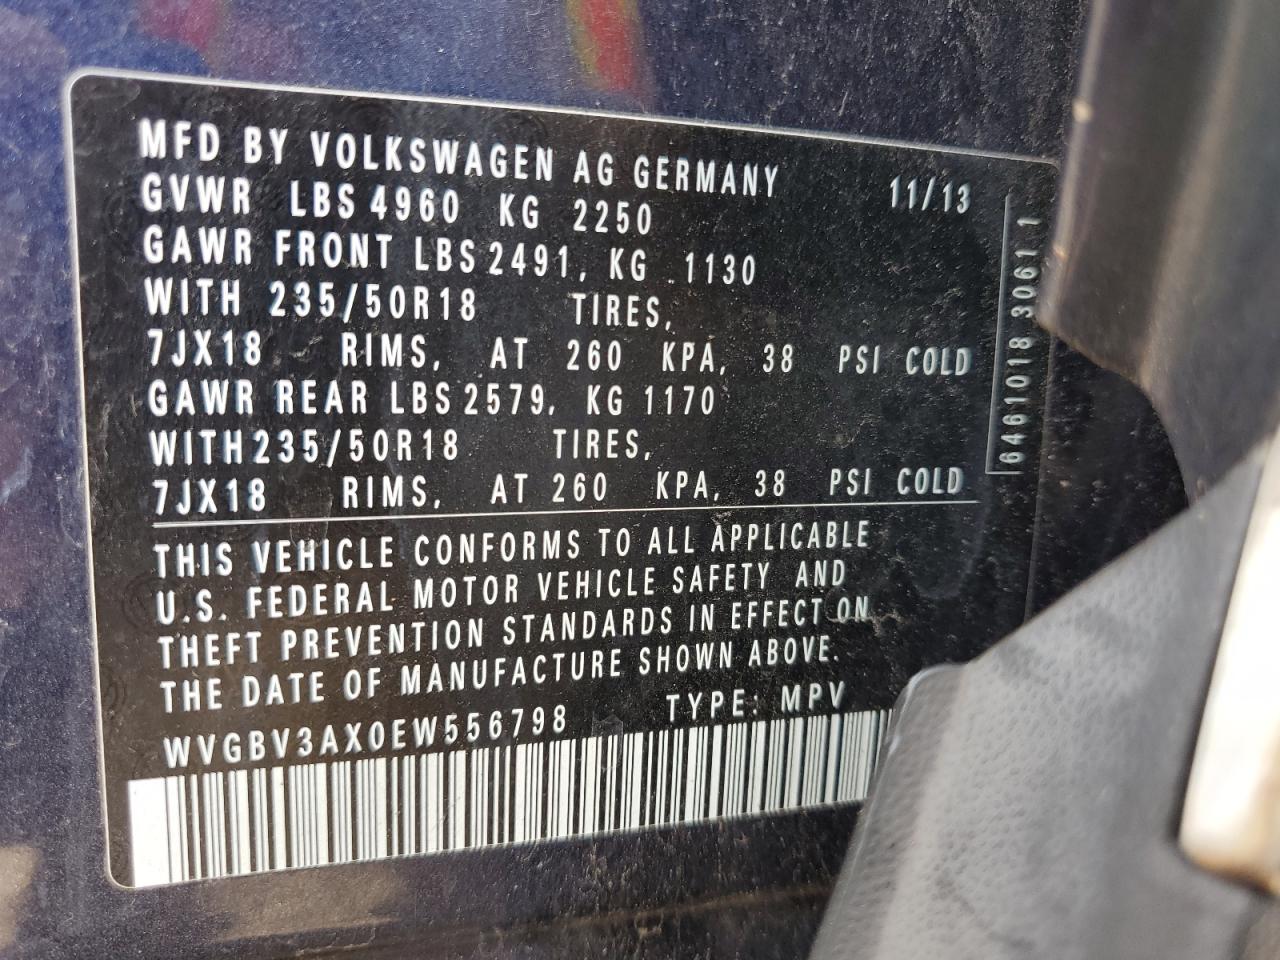 MFD BY VOLKSWAGEN AG GERMANY 11/13
GVWR LBS 4960 KG 2250
GAWR FRONT LBS 2491, KG 1130
WITH 235/50R18 TIRES,
7JX18 RIMS, AT 260 KPA, 38 PSI COLD
GAWR REAR LBS 2579, KG 1170
WITH 235/50R18 TIRES,
7JX18 RIMS, AT 260 KPA, 38 PSI COLD
6461018 3061 1
THIS VEHICLE CONFORMS TO ALL APPLICABLE
U.S. FEDERAL MOTOR VEHICLE SAFETY AND
THEFT PREVENTION STANDARDS IN EFFECT ON
THE DATE OF MANUFACTURE SHOWN ABOVE.
WVGBV3AX0EW556798 TYPE: MPV